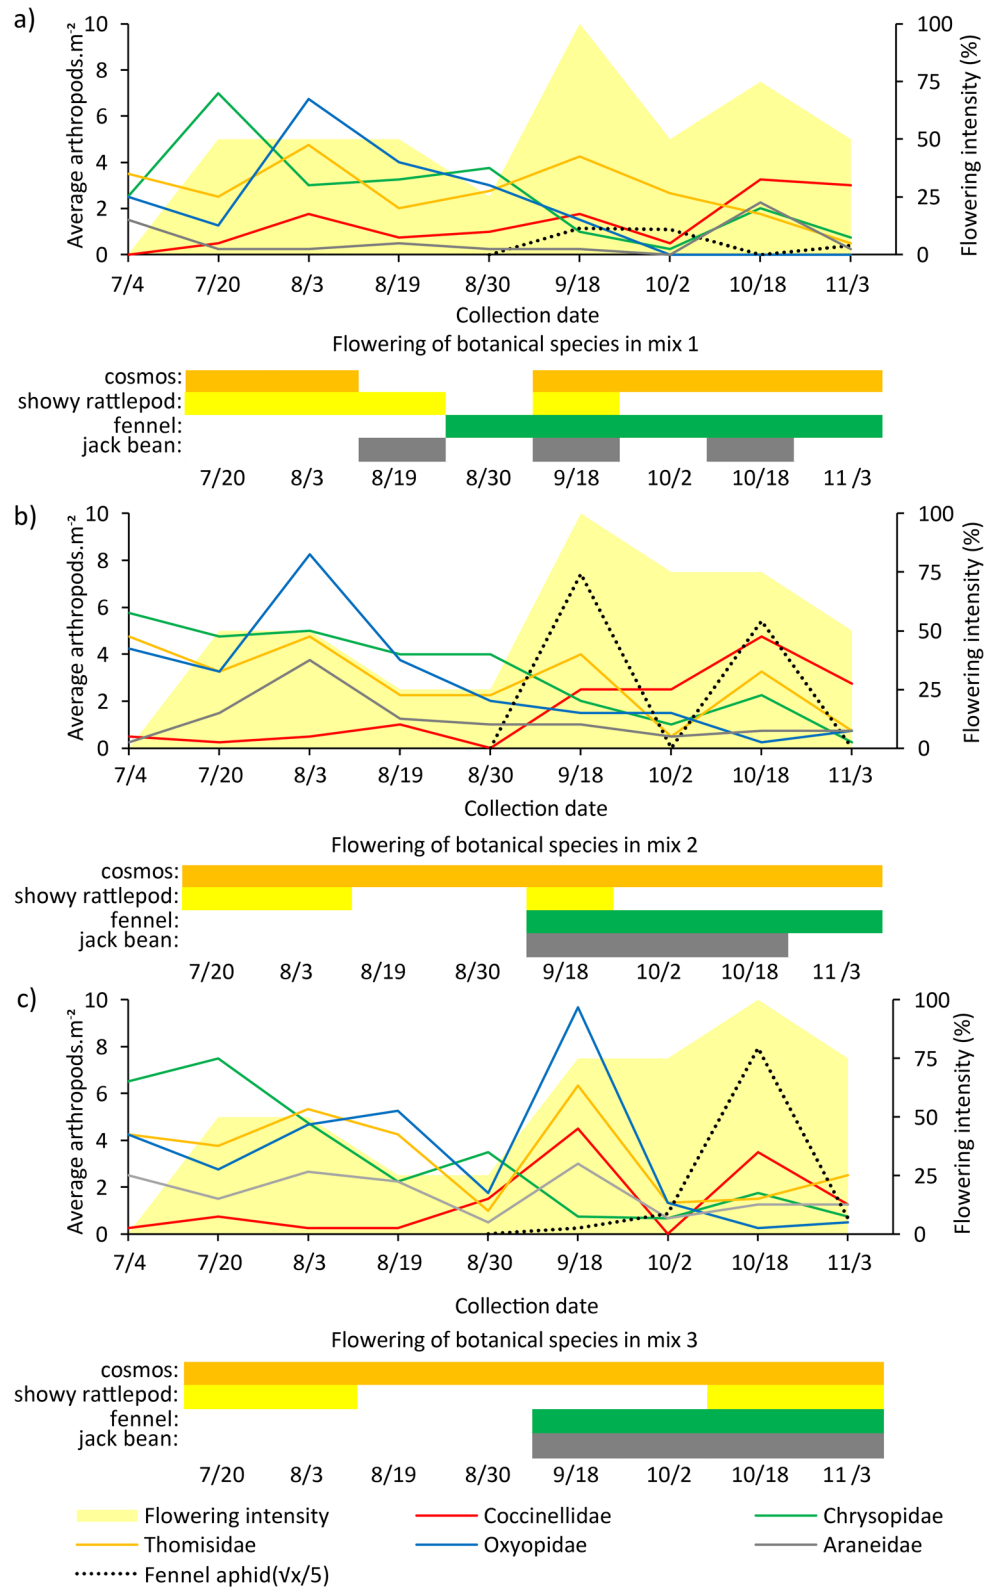 a)
Average arthropods.m⁻²
Flowering intensity (%)
10 100
8
75
6
50
4
25
2
0 0
7/4 7/20 8/3 8/19 8/30 9/18 10/2 10/18 11/3
Collection date
Flowering of botanical species in mix 1
cosmos:
showy rattlepod:
fennel:
jack bean:
7/20 8/3 8/19 8/30 9/18 10/2 10/18 11/3
b)
Average arthropods.m⁻²
Flowering intensity (%)
10 100
8
75
6
50
4
25
2
0 0
7/4 7/20 8/3 8/19 8/30 9/18 10/2 10/18 11/3
Collection date
Flowering of botanical species in mix 2
cosmos:
showy rattlepod:
fennel:
jack bean:
7/20 8/3 8/19 8/30 9/18 10/2 10/18 11/3
c)
Average arthropods.m⁻²
Flowering intensity (%)
10 100
8
75
6
50
4
25
2
0 0
7/4 7/20 8/3 8/19 8/30 9/18 10/2 10/18 11/3
Collection date
Flowering of botanical species in mix 3
cosmos:
showy rattlepod:
fennel:
jack bean:
7/20 8/3 8/19 8/30 9/18 10/2 10/18 11/3
Flowering intensity Coccinellidae Chrysopidae
Thomisidae Oxyopidae Araneidae
Fennel aphid(√x/5)